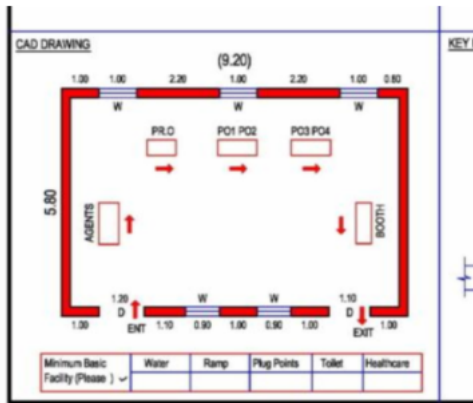 CAD DRAWING
KEY
(9.20)
1.00 1.00 2.20 1.00 2.20 1.00 0.80
W W W
PR.O PO1 PO2 PO3 PO4
5.80
AGENTS
BOOTH
1.20 W W 1.10
D D
ENT EXIT
1.00 1.10 0.90 1.00 0.90 1.00 1.00
Minimum Basic Water Ramp Plug Points Toilet Healthcare
Facility (Please )